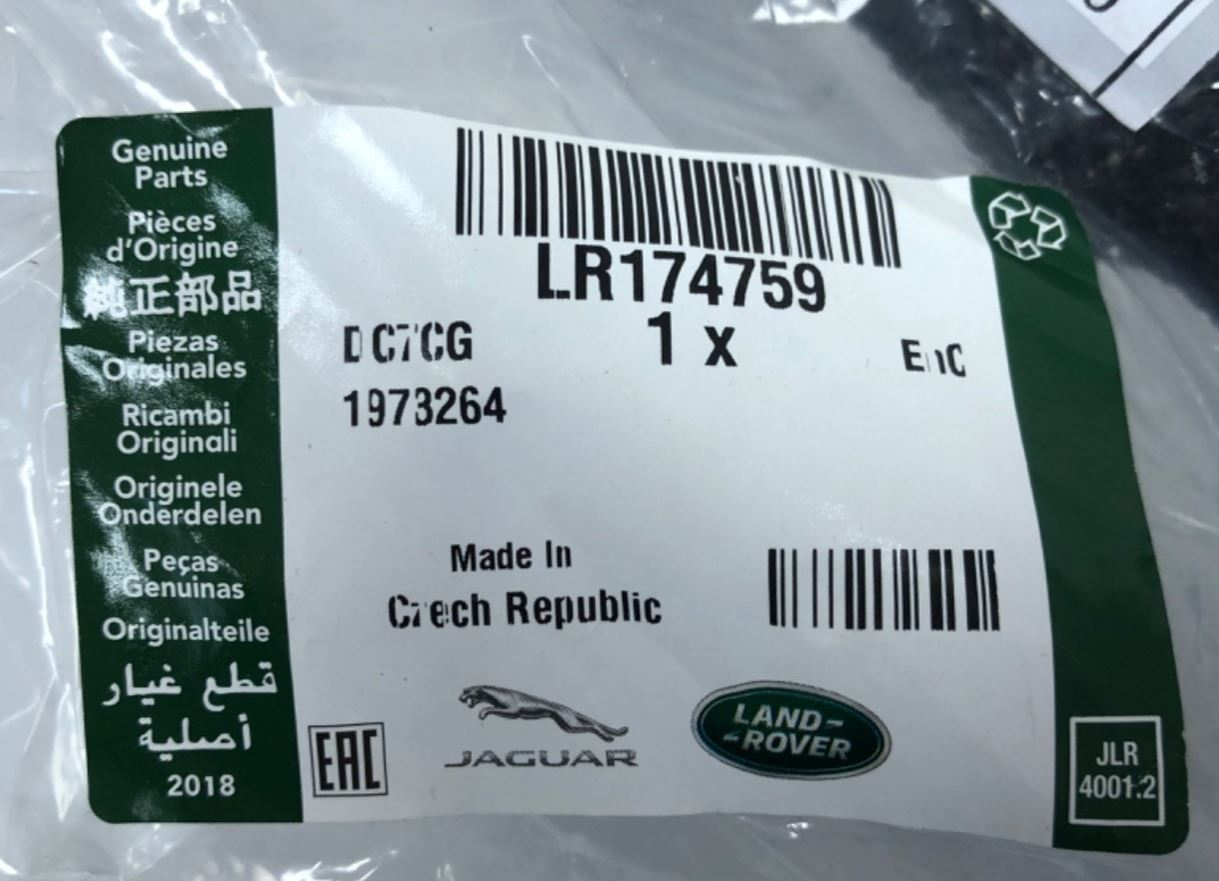 Genuine
Parts
Pièces
d'Origine
純正部品
Piezas
Originales
Ricambi
Originali
Originele
Onderdelen
Peças
Genuinas
Originalteile
قطع غيار
أصلية
2018
LR174759
1 x
1973264
Made In
Czech Republic
EAC
JAGUAR
LAND-
-ROVER
JLR
4001.2